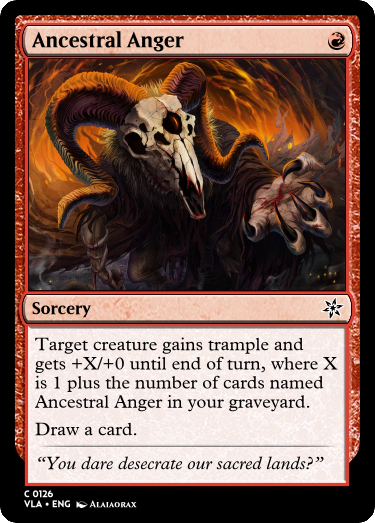 Ancestral Anger
Sorcery
Target creature gains trample and
gets +X/+0 until end of turn, where X
is 1 plus the number of cards named
Ancestral Anger in your graveyard.
Draw a card.
“You dare desecrate our sacred lands?”
C 0126
VLA • ENG Alaiaorax